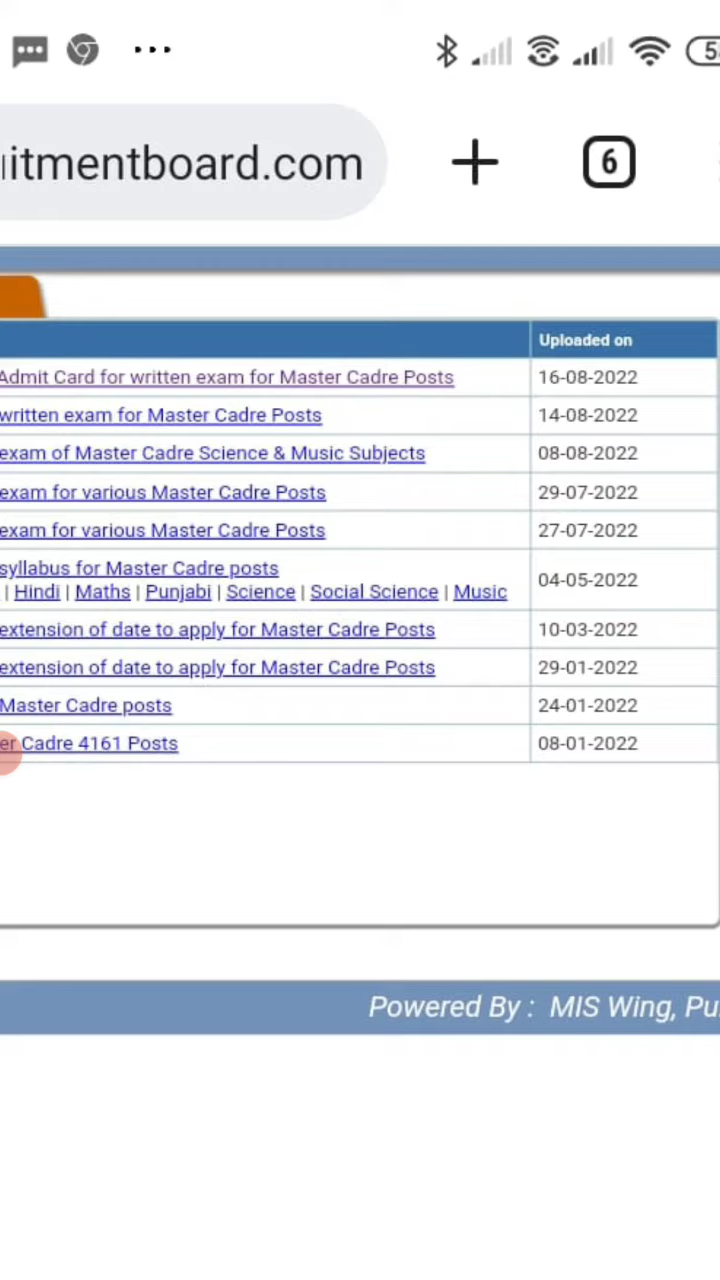 itmentboard.com
6
5
Uploaded on
Admit Card for written exam for Master Cadre Posts 16-08-2022
written exam for Master Cadre Posts 14-08-2022
exam of Master Cadre Science & Music Subjects 08-08-2022
exam for various Master Cadre Posts 29-07-2022
exam for various Master Cadre Posts 27-07-2022
syllabus for Master Cadre posts
| Hindi | Maths | Punjabi | Science | Social Science | Music 04-05-2022
extension of date to apply for Master Cadre Posts 10-03-2022
extension of date to apply for Master Cadre Posts 29-01-2022
Master Cadre posts 24-01-2022
er Cadre 4161 Posts 08-01-2022
Powered By : MIS Wing, Pu